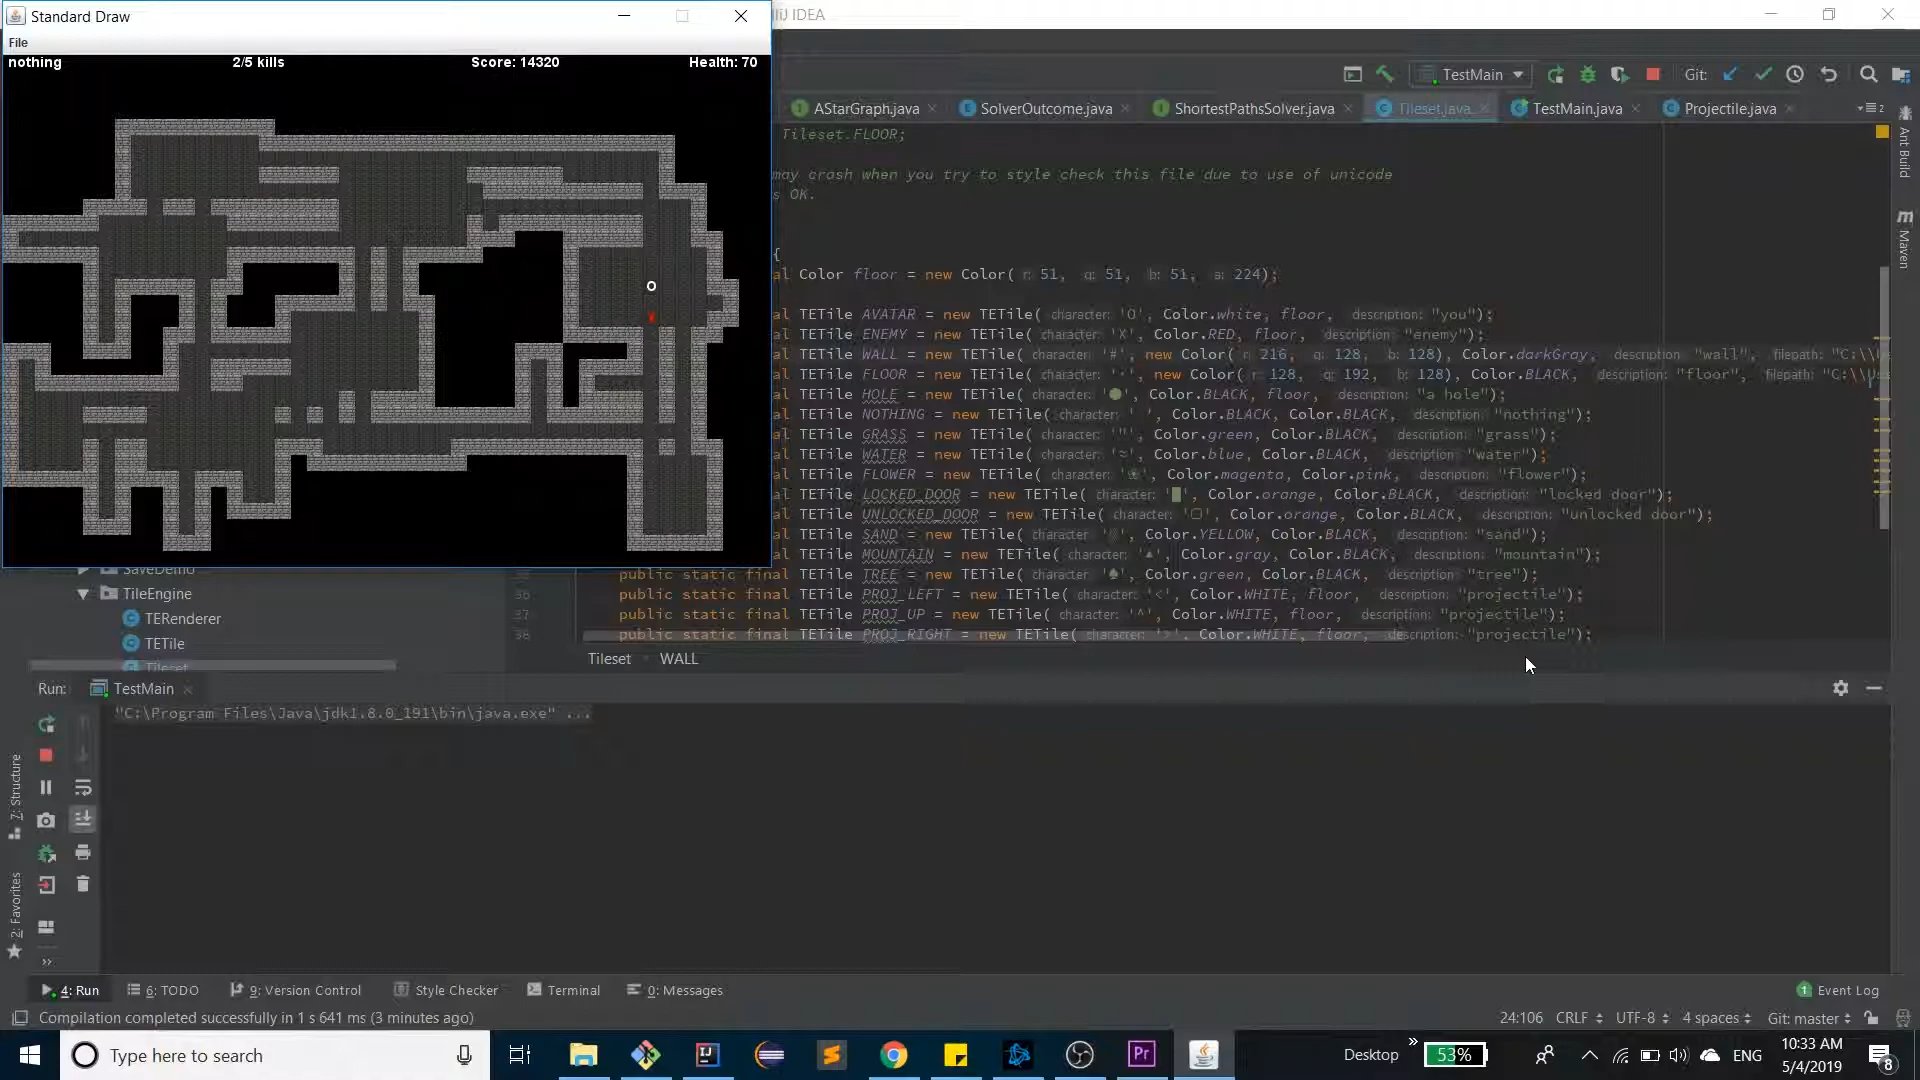 Standard Draw
IJ IDEA
File
nothing 2/5 kills Score: 14320 Health: 70
TestMain Git:
AStarGraph.java SolverOutcome.java ShortestPathsSolver.java Tileset.java TestMain.java Projectile.java 2
Tileset.FLOOR;
may crash when you try to style check this file due to use of unicode
s OK.
{
al Color floor = new Color( r: 51, g: 51, b: 51, a: 224);
al TETile AVATAR = new TETile( character: 'O', Color.white, floor, description: "you");
al TETile ENEMY = new TETile( character: 'X', Color.RED, floor, description: "enemy");
al TETile WALL = new TETile( character: '#', new Color( r: 216, g: 128, b: 128), Color.darkGray, description: "wall", filepath: "C:\\
al TETile FLOOR = new TETile( character: '·', new Color( r: 128, g: 192, b: 128), Color.BLACK, description: "floor", filepath: "C:\\Us
al TETile HOLE = new TETile( character: '●', Color.BLACK, floor, description: "a hole");
al TETile NOTHING = new TETile( character: ' ', Color.BLACK, Color.BLACK, description: "nothing");
al TETile GRASS = new TETile( character: '"', Color.green, Color.BLACK, description: "grass");
al TETile WATER = new TETile( character: '≈', Color.blue, Color.BLACK, description: "water");
al TETile FLOWER = new TETile( character: '❀', Color.magenta, Color.pink, description: "flower");
al TETile LOCKED_DOOR = new TETile( character: '█', Color.orange, Color.BLACK, description: "locked door");
al TETile UNLOCKED_DOOR = new TETile( character: '▢', Color.orange, Color.BLACK, description: "unlocked door");
al TETile SAND = new TETile( character: '▒', Color.YELLOW, Color.BLACK, description: "sand");
al TETile MOUNTAIN = new TETile( character: '▲', Color.gray, Color.BLACK, description: "mountain");
35 public static final TETile TREE = new TETile( character: '♠', Color.green, Color.BLACK, description: "tree");
36 public static final TETile PROJ_LEFT = new TETile( character: '<', Color.WHITE, floor, description: "projectile");
37 public static final TETile PROJ_UP = new TETile( character: '^', Color.WHITE, floor, description: "projectile");
38 public static final TETile PROJ_RIGHT = new TETile( character: '>', Color.WHITE, floor, description: "projectile");
SaveDemo
TileEngine
TERenderer
TETile
Tileset
Tileset WALL
Ant Build
Maven
Run: TestMain
"C:\Program Files\Java\jdk1.8.0_191\bin\java.exe" ...
7: Structure
2: Favorites
4: Run 6: TODO 9: Version Control Style Checker Terminal 0: Messages 1 Event Log
Compilation completed successfully in 1 s 641 ms (3 minutes ago) 24:106 CRLF UTF-8 4 spaces Git: master
Type here to search Desktop 53% ENG 10:33 AM
5/4/2019 8